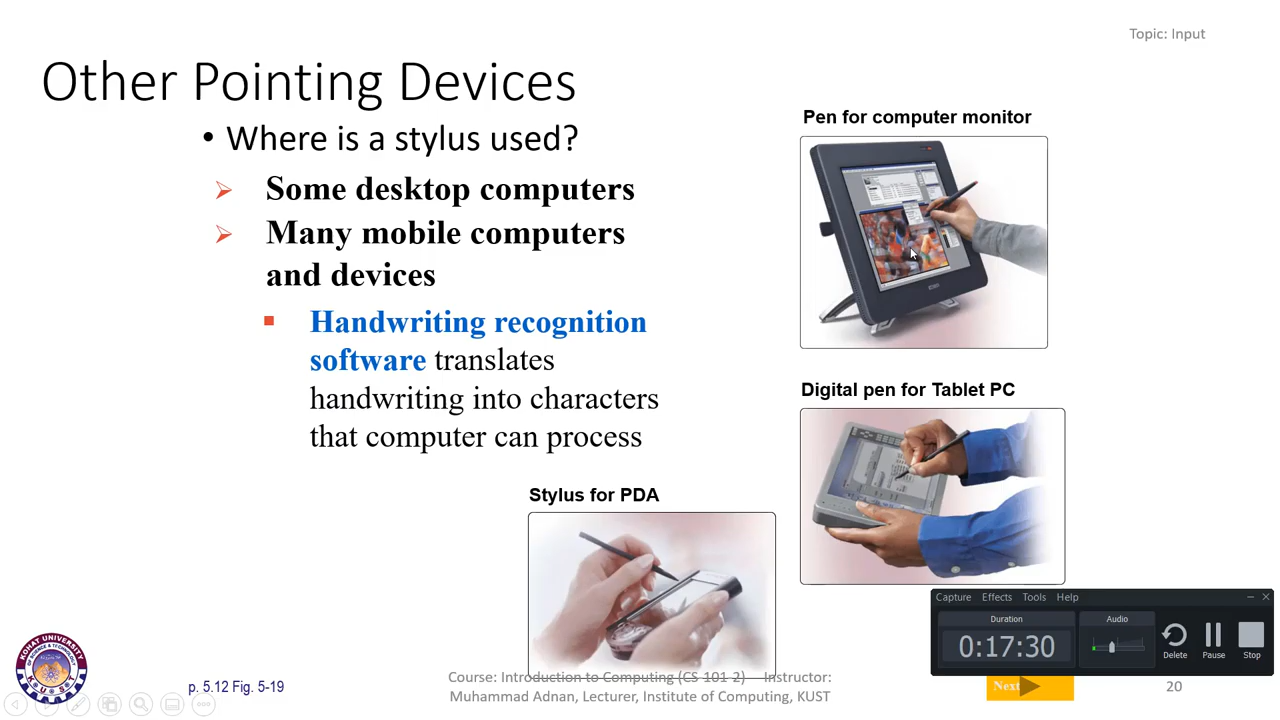 Topic: Input
Other Pointing Devices
• Where is a stylus used?
Some desktop computers
Many mobile computers
and devices
Handwriting recognition
software translates
handwriting into characters
that computer can process
Pen for computer monitor
Digital pen for Tablet PC
Stylus for PDA
Capture Effects Tools Help
Duration
Audio
0:17:30
Delete Pause Stop
KOHAT UNIVERSITY
p. 5.12 Fig. 5-19
Course: Introduction to Computing (CS-101-2) Instructor:
Muhammad Adnan, Lecturer, Institute of Computing, KUST
Next
20